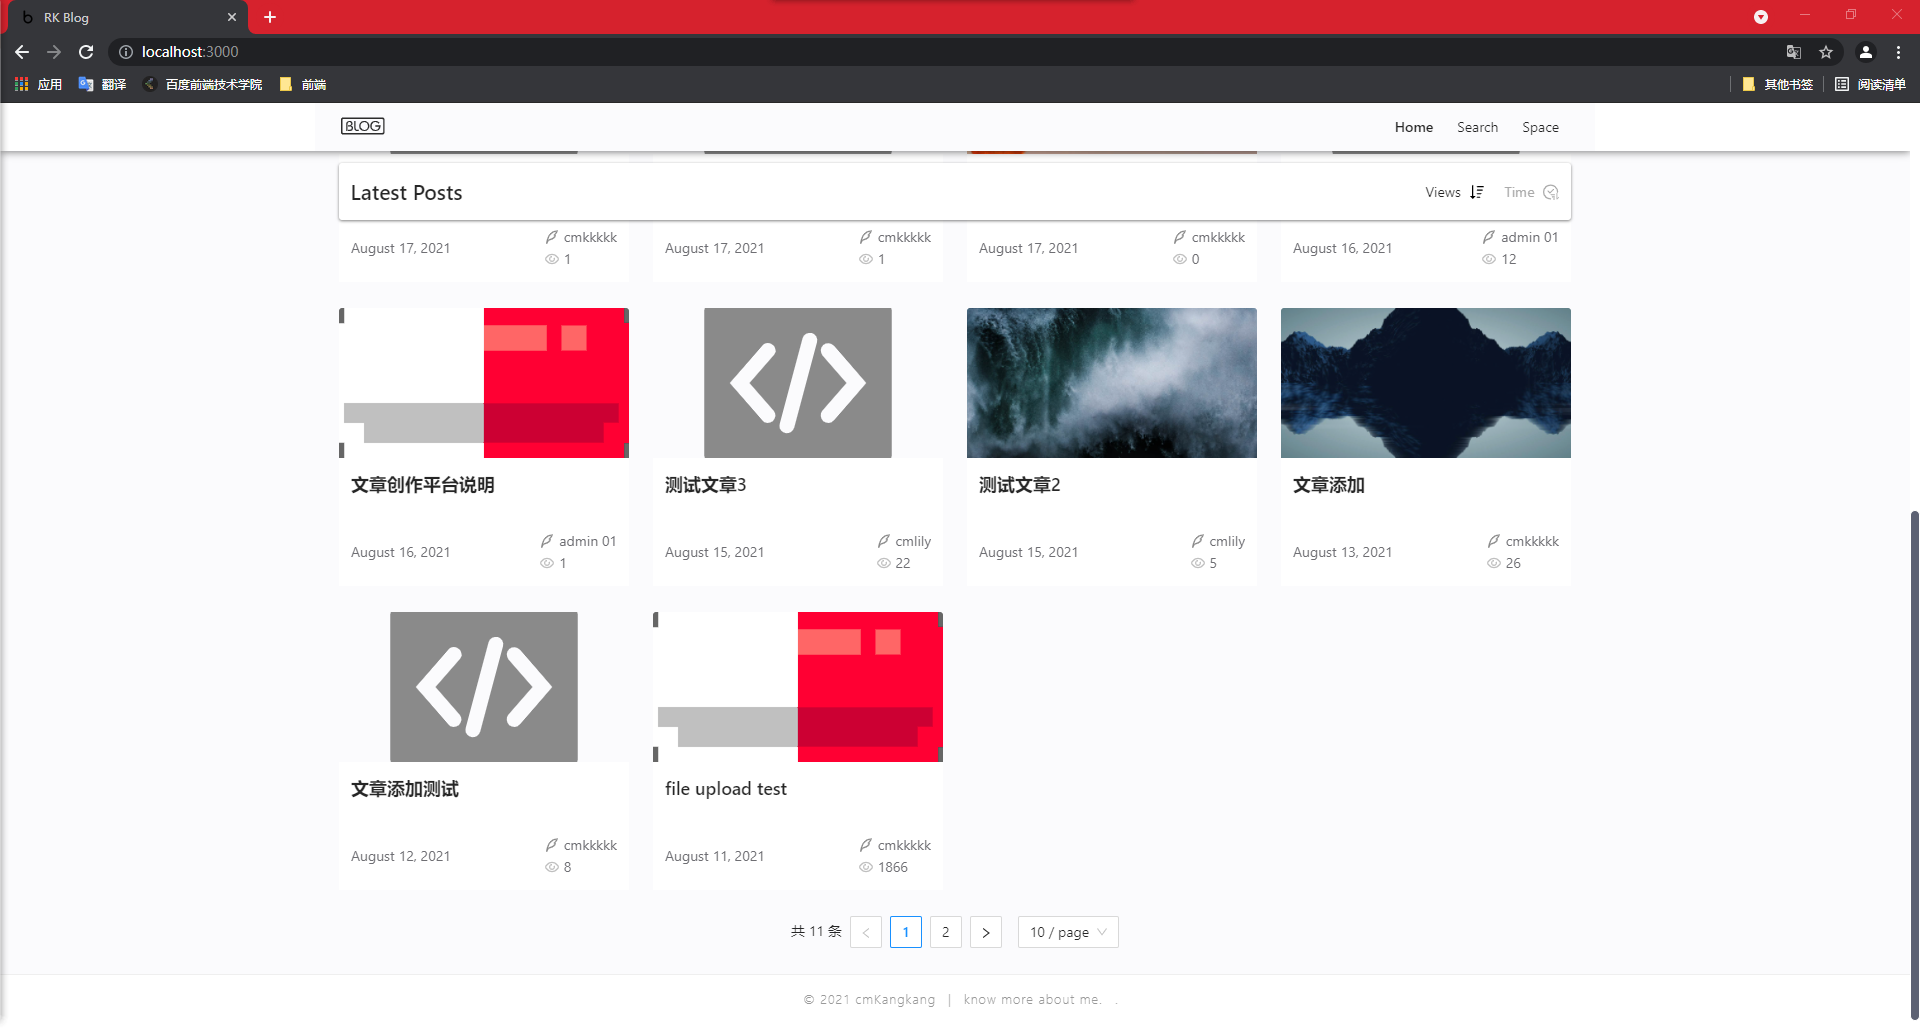 RK Blog
localhost:3000
应用 翻译 百度前端技术学院 前端 其他书签 阅读清单
BLOG Home Search Space
Latest Posts Views Time
August 17, 2021 cmkkkkk 1
August 17, 2021 cmkkkkk 1
August 17, 2021 cmkkkkk 0
August 16, 2021 admin 01 12
文章创作平台说明
August 16, 2021 admin 01 1
测试文章3
August 15, 2021 cmlily 22
测试文章2
August 15, 2021 cmlily 5
文章添加
August 13, 2021 cmkkkkk 26
文章添加测试
August 12, 2021 cmkkkkk 8
file upload test
August 11, 2021 cmkkkkk 1866
共 11 条 < 1 2 > 10 / page
© 2021 cmKangkang | know more about me. .